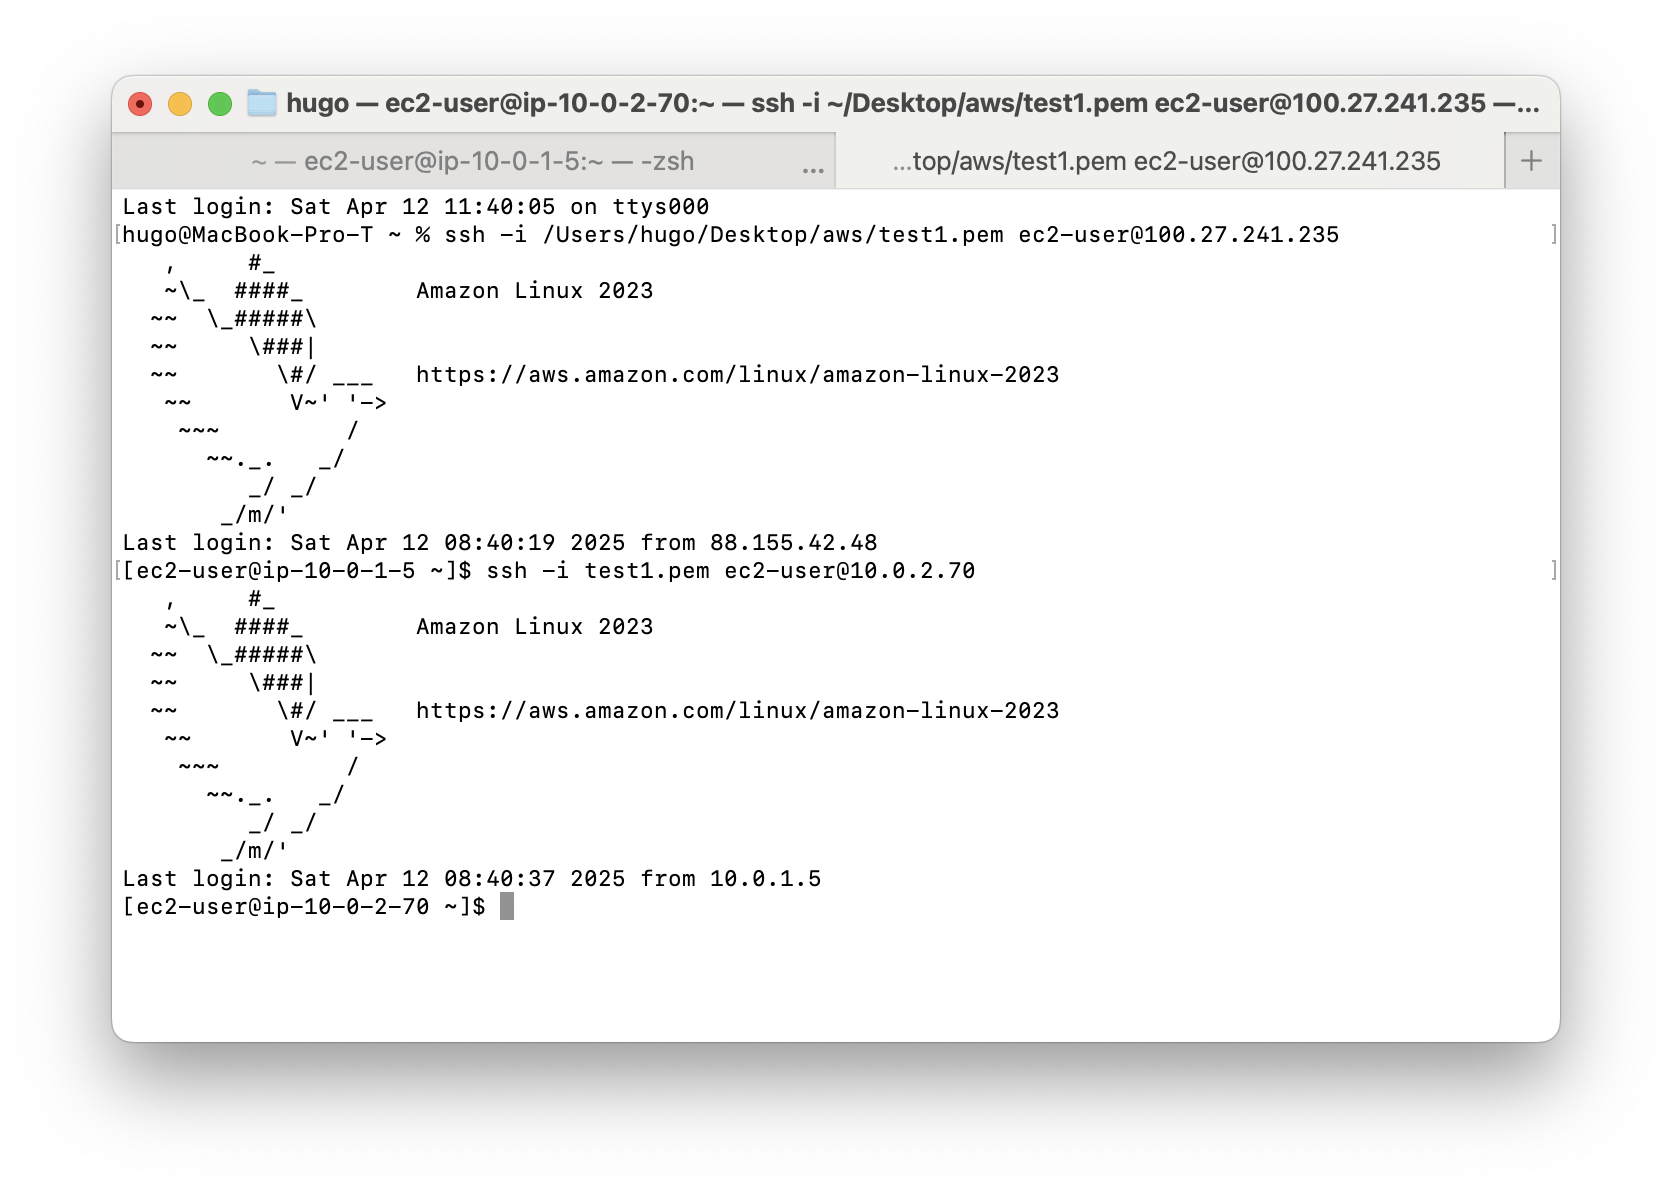 hugo — ec2-user@ip-10-0-2-70:~ — ssh -i ~/Desktop/aws/test1.pem ec2-user@100.27.241.235 —...
~ — ec2-user@ip-10-0-1-5:~ — -zsh ... ...top/aws/test1.pem ec2-user@100.27.241.235 +
Last login: Sat Apr 12 11:40:05 on ttys000
[hugo@MacBook-Pro-T ~ % ssh -i /Users/hugo/Desktop/aws/test1.pem ec2-user@100.27.241.235 ]
   ,     #_
   ~\_  ####_        Amazon Linux 2023
  ~~  \_#####\
  ~~     \###|
  ~~       \#/ ___   https://aws.amazon.com/linux/amazon-linux-2023
   ~~       V~' '->
    ~~~         /
      ~~._.   _/
         _/ _/
       _/m/'
Last login: Sat Apr 12 08:40:19 2025 from 88.155.42.48
[[ec2-user@ip-10-0-1-5 ~]$ ssh -i test1.pem ec2-user@10.0.2.70 ]
   ,     #_
   ~\_  ####_        Amazon Linux 2023
  ~~  \_#####\
  ~~     \###|
  ~~       \#/ ___   https://aws.amazon.com/linux/amazon-linux-2023
   ~~       V~' '->
    ~~~         /
      ~~._.   _/
         _/ _/
       _/m/'
Last login: Sat Apr 12 08:40:37 2025 from 10.0.1.5
[ec2-user@ip-10-0-2-70 ~]$